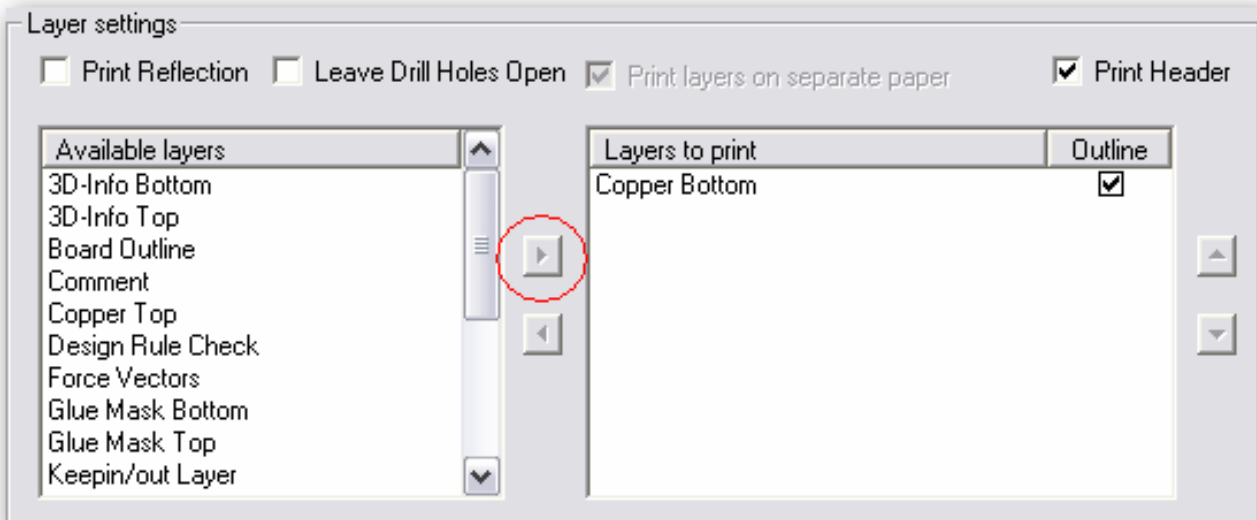 Layer settings
Print Reflection Leave Drill Holes Open Print layers on separate paper Print Header
Available layers
3D-Info Bottom
3D-Info Top
Board Outline
Comment
Copper Top
Design Rule Check
Force Vectors
Glue Mask Bottom
Glue Mask Top
Keepin/out Layer
Layers to print Outline
Copper Bottom